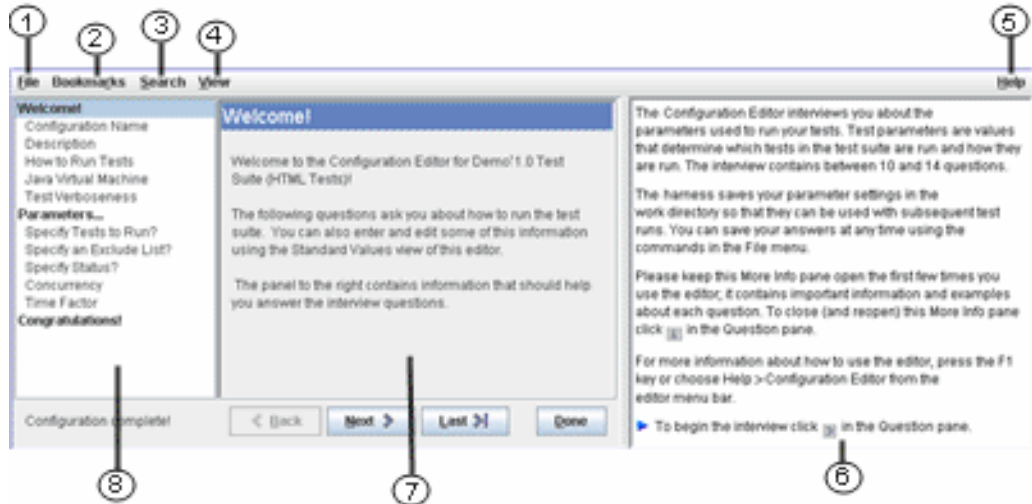 1 2 3 4 5
File Bookmarks Search View Help
Welcome!
Configuration Name
Description
How to Run Tests
Java Virtual Machine
Test Verboseness
Parameters...
Specify Tests to Run?
Specify an Exclude List?
Specify Status?
Concurrency
Time Factor
Congratulations!
Configuration complete!
Welcome!
Welcome to the Configuration Editor for Demo 1.0 Test
Suite (HTML Tests)!
The following questions ask you about how to run the test
suite. You can also enter and edit some of this information
using the Standard Values view of this editor.
The panel to the right contains information that should help
you answer the interview questions.
Back Next Last Done
The Configuration Editor interviews you about the
parameters used to run your tests. Test parameters are values
that determine which tests in the test suite are run and how they
are run. The interview contains between 10 and 14 questions.
The harness saves your parameter settings in the
work directory so that they can be used with subsequent test
runs. You can save your answers at any time using the
commands in the File menu.
Please keep this More Info pane open the first few times you
use the editor; it contains important information and examples
about each question. To close (and reopen) this More Info pane
click in the Question pane.
For more information about how to use the editor, press the F1
key or choose Help > Configuration Editor from the
editor menu bar.
To begin the interview click in the Question pane.
8 7 6